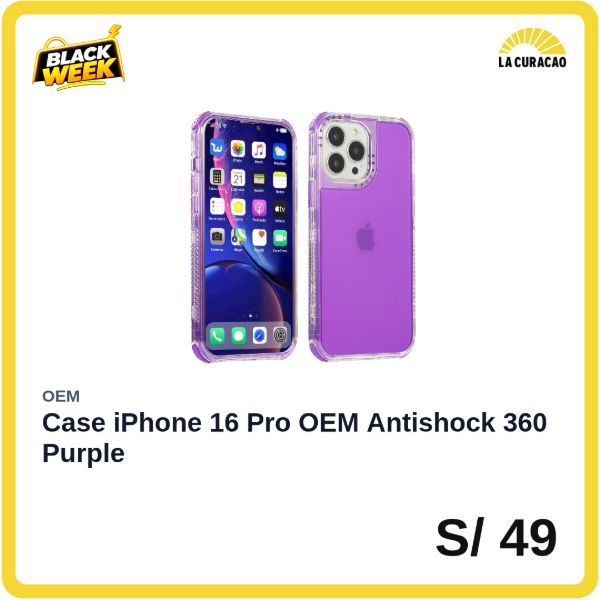 BLACK
WEEK
LA CURACAO
OEM
Case iPhone 16 Pro OEM Antishock 360
Purple
S/ 49